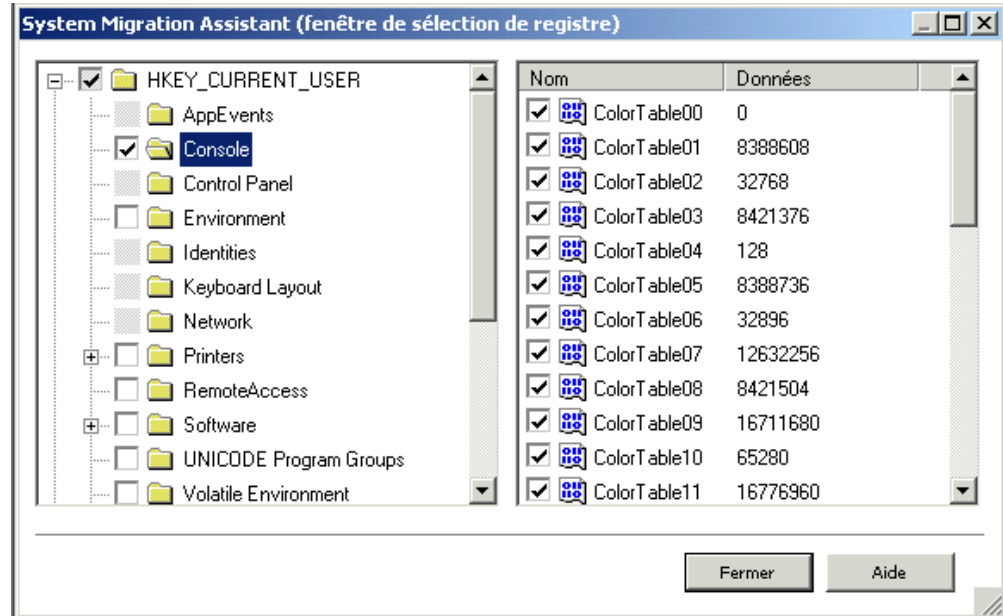 System Migration Assistant (fenêtre de sélection de registre)
HKEY_CURRENT_USER
AppEvents
Console
Control Panel
Environment
Identities
Keyboard Layout
Network
Printers
RemoteAccess
Software
UNICODE Program Groups
Volatile Environment
Nom Données
ColorTable00 0
ColorTable01 8388608
ColorTable02 32768
ColorTable03 8421376
ColorTable04 128
ColorTable05 8388736
ColorTable06 32896
ColorTable07 12632256
ColorTable08 8421504
ColorTable09 16711680
ColorTable10 65280
ColorTable11 16776960
Fermer Aide